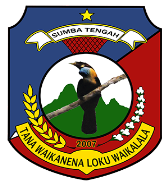 SUMBA TENGAH
2007
TANA WAIKANENA LOKU WAIKALALA